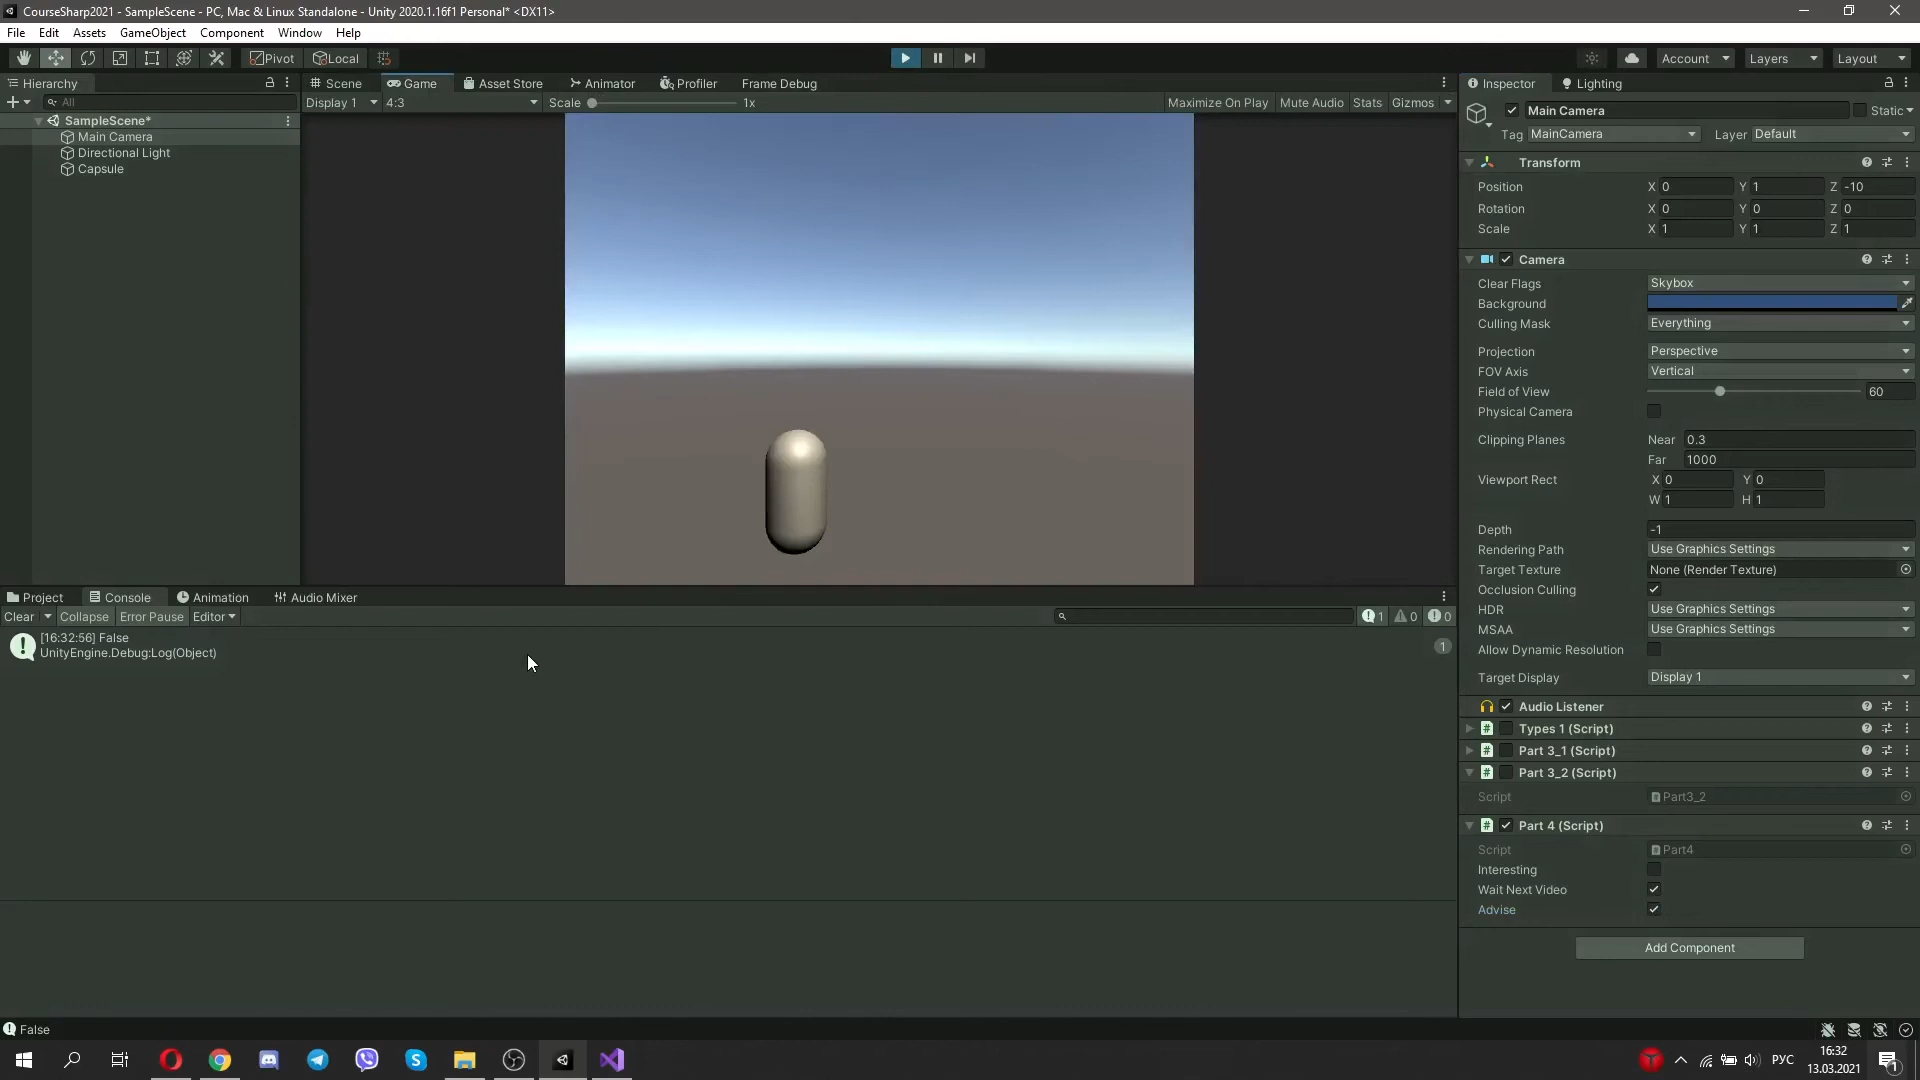 CourseSharp2021 - SampleScene - PC, Mac & Linux Standalone - Unity 2020.1.16f1 Personal* <DX11>
File Edit Assets GameObject Component Window Help
Pivot Local Account Layers Layout
Hierarchy Scene Game Asset Store Animator Profiler Frame Debug Inspector Lighting
All Display 1 4:3 Scale 1x Maximize On Play Mute Audio Stats Gizmos
SampleScene*
Main Camera
Directional Light
Capsule
Main Camera Static
Tag MainCamera Layer Default
Transform
Position X 0 Y 1 Z -10
Rotation X 0 Y 0 Z 0
Scale X 1 Y 1 Z 1
Camera
Clear Flags Skybox
Background
Culling Mask Everything
Projection Perspective
FOV Axis Vertical
Field of View 60
Physical Camera
Clipping Planes Near 0.3
Far 1000
Viewport Rect X 0 Y 0
W 1 H 1
Depth -1
Rendering Path Use Graphics Settings
Target Texture None (Render Texture)
Occlusion Culling
HDR Use Graphics Settings
MSAA Use Graphics Settings
Allow Dynamic Resolution
Target Display Display 1
Audio Listener
# Types 1 (Script)
# Part 3_1 (Script)
# Part 3_2 (Script)
Script Part3_2
# Part 4 (Script)
Script Part4
Interesting
Wait Next Video
Advise
Add Component
Project Console Animation Audio Mixer
Clear Collapse Error Pause Editor 1 0 0
[16:32:56] False
UnityEngine.Debug:Log(Object) 1
False
РУС 16:32
13.03.2021 1